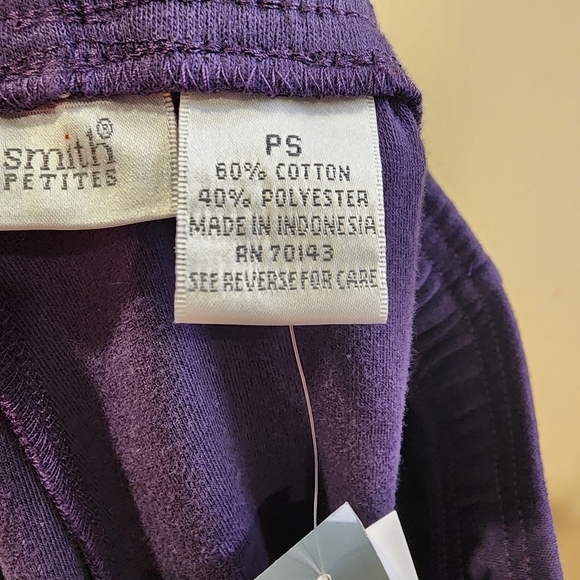 smith®
PETITES
PS
60% COTTON
40% POLYESTER
MADE IN INDONESIA
RN 70143
SEE REVERSE FOR CARE